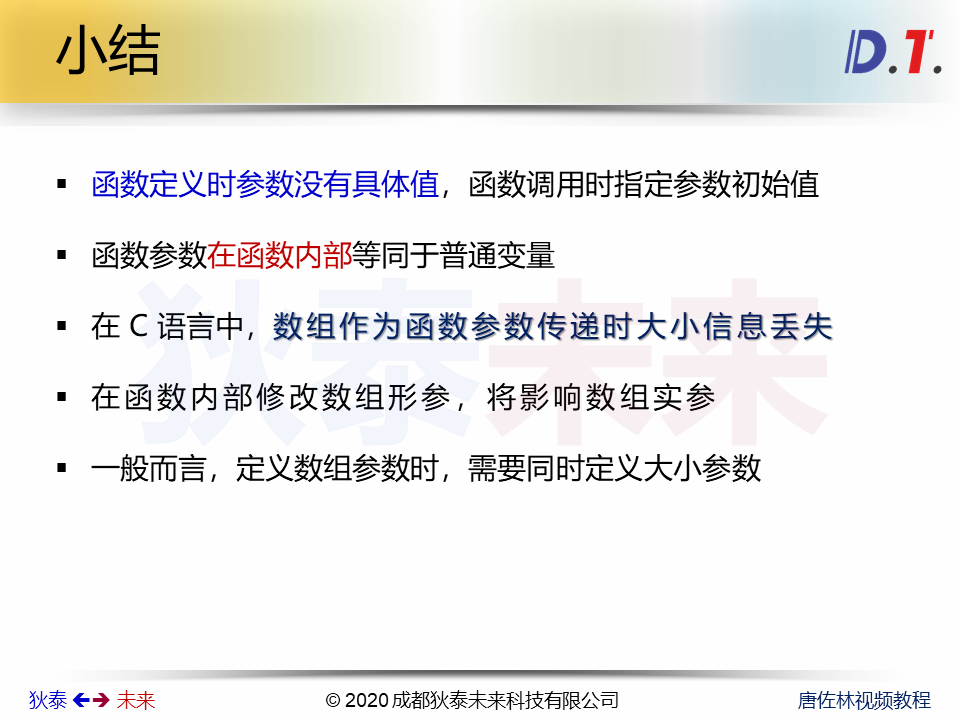 小结
D.T.
函数定义时参数没有具体值，函数调用时指定参数初始值
函数参数在函数内部等同于普通变量
在 C 语言中，数组作为函数参数传递时大小信息丢失
在函数内部修改数组形参，将影响数组实参
一般而言，定义数组参数时，需要同时定义大小参数
狄泰未来
狄泰 未来
© 2020 成都狄泰未来科技有限公司
唐佐林视频教程